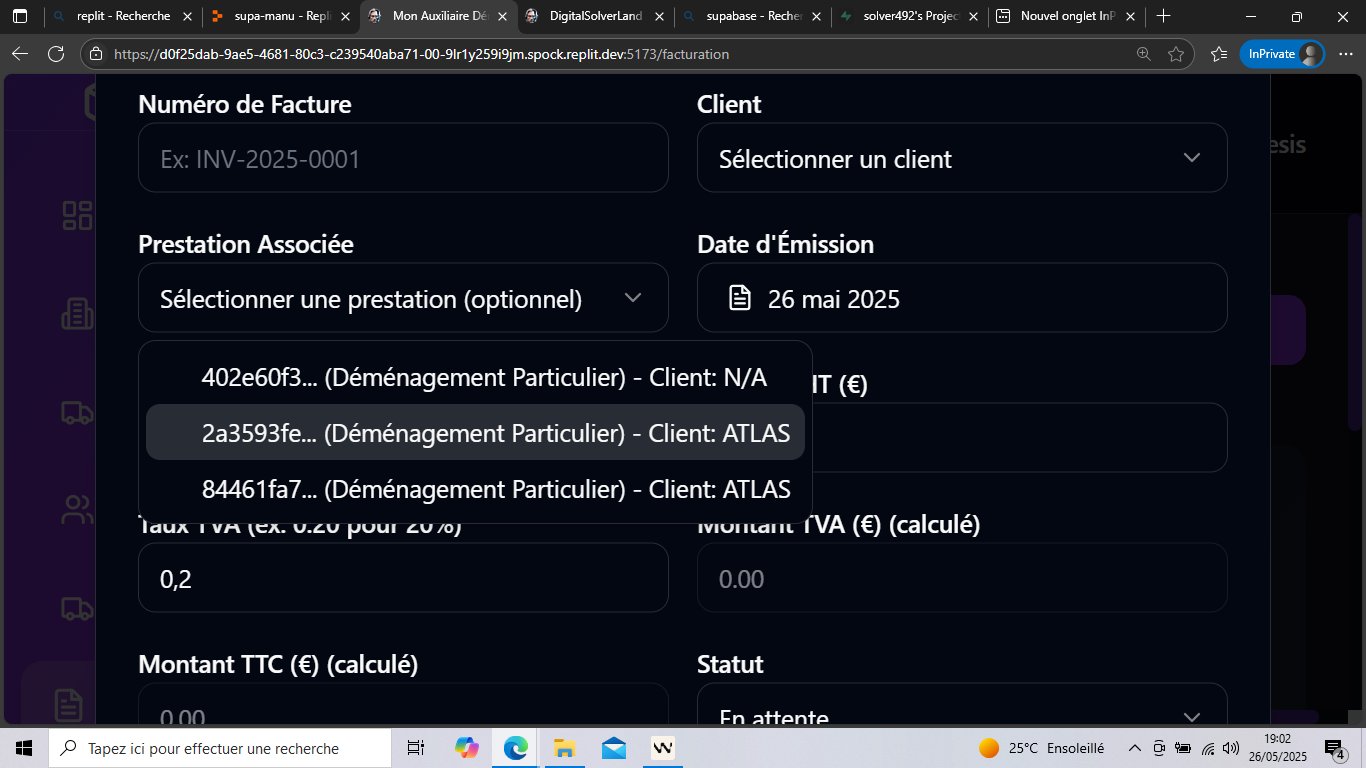 replit - Recherche
supa-manu - Repli
Mon Auxiliaire Dé
DigitalSolverLand
supabase - Recher
solver492's Project
Nouvel onglet InP
https://d0f25dab-9ae5-4681-80c3-c239540aba71-00-9lr1y259i9jm.spock.replit.dev:5173/facturation
InPrivate
Numéro de Facture
Client
Ex: INV-2025-0001
Sélectionner un client
esis
Prestation Associée
Date d'Émission
Sélectionner une prestation (optionnel)
26 mai 2025
402e60f3... (Déménagement Particulier) - Client: N/A
IT (€)
2a3593fe... (Déménagement Particulier) - Client: ATLAS
84461fa7... (Déménagement Particulier) - Client: ATLAS
Taux TVA (ex. 0.20 pour 20%)
Montant TVA (€) (calculé)
0,2
0.00
Montant TTC (€) (calculé)
Statut
0.00
En attente
Tapez ici pour effectuer une recherche
25°C Ensoleillé
19:02
26/05/2025
4